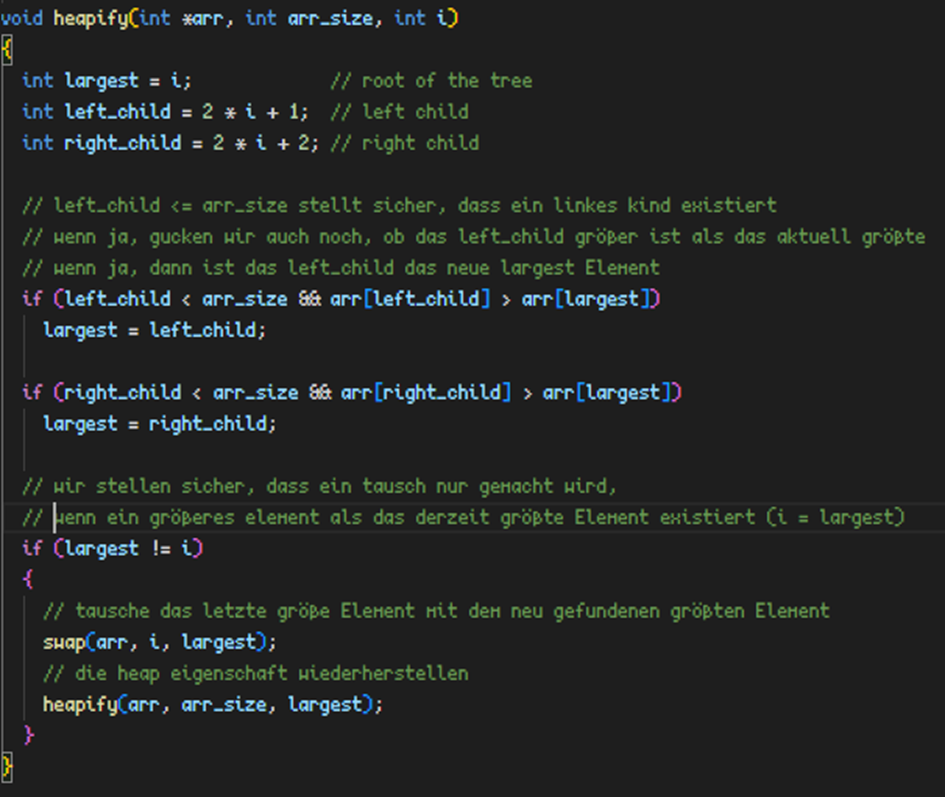 void heapify(int *arr, int arr_size, int i)
{
  int largest = i;             // root of the tree
  int left_child = 2 * i + 1;  // left child
  int right_child = 2 * i + 2; // right child

  // left_child <= arr_size stellt sicher, dass ein linkes kind existiert
  // wenn ja, gucken wir auch noch, ob das left_child größer ist als das aktuell größte
  // wenn ja, dann ist das left_child das neue largest Element
  if (left_child < arr_size && arr[left_child] > arr[largest])
    largest = left_child;

  if (right_child < arr_size && arr[right_child] > arr[largest])
    largest = right_child;

  // wir stellen sicher, dass ein tausch nur gemacht wird,
  // wenn ein größeres element als das derzeit größte Element existiert (i = largest)
  if (largest != i)
  {
    // tausche das letzte größe Element mit dem neu gefundenen größten Element
    swap(arr, i, largest);
    // die heap eigenschaft wiederherstellen
    heapify(arr, arr_size, largest);
  }
}